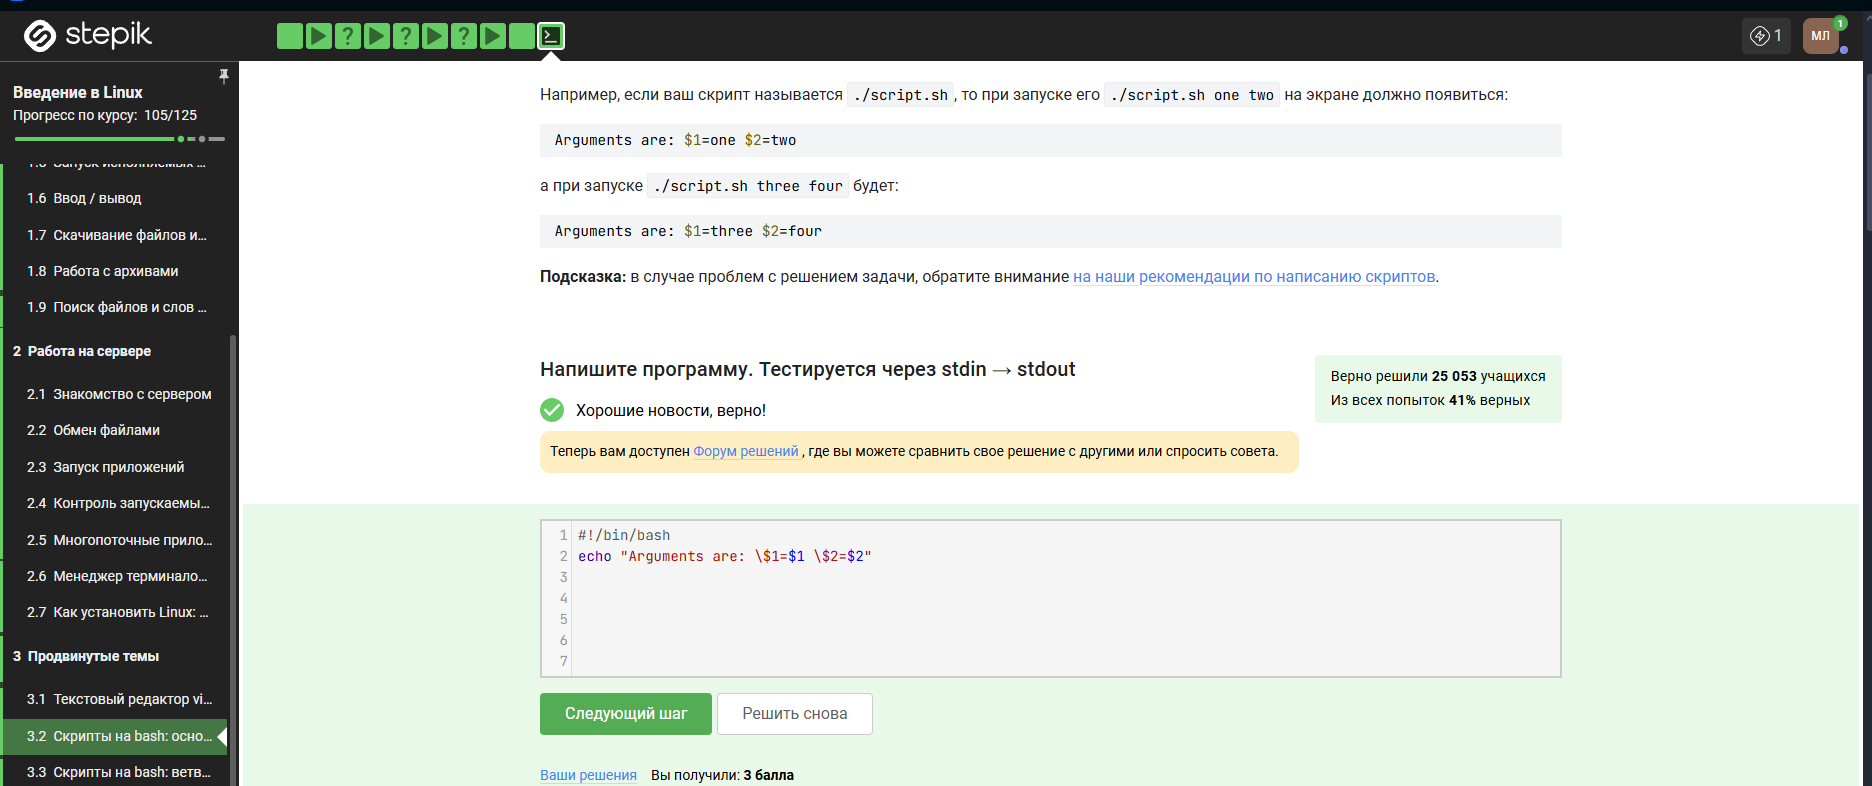 stepik
1
МЛ
1
Введение в Linux
Прогресс по курсу: 105/125
1.6 Ввод / вывод
1.7 Скачивание файлов и...
1.8 Работа с архивами
1.9 Поиск файлов и слов ...
2 Работа на сервере
2.1 Знакомство с сервером
2.2 Обмен файлами
2.3 Запуск приложений
2.4 Контроль запускаемы...
2.5 Многопоточные прило...
2.6 Менеджер терминало...
2.7 Как установить Linux: ...
3 Продвинутые темы
3.1 Текстовый редактор vi...
3.2 Скрипты на bash: осно...
3.3 Скрипты на bash: ветв...
Например, если ваш скрипт называется ./script.sh, то при запуске его ./script.sh one two на экране должно появиться:
Arguments are: $1=one $2=two
а при запуске ./script.sh three four будет:
Arguments are: $1=three $2=four
Подсказка: в случае проблем с решением задачи, обратите внимание на наши рекомендации по написанию скриптов.
Напишите программу. Тестируется через stdin → stdout
Верно решили 25 053 учащихся
Из всех попыток 41% верных
Хорошие новости, верно!
Теперь вам доступен Форум решений , где вы можете сравнить свое решение с другими или спросить совета.
1 #!/bin/bash
2 echo "Arguments are: \$1=$1 \$2=$2"
3
4
5
6
7
Следующий шаг
Решить снова
Ваши решения Вы получили: 3 балла